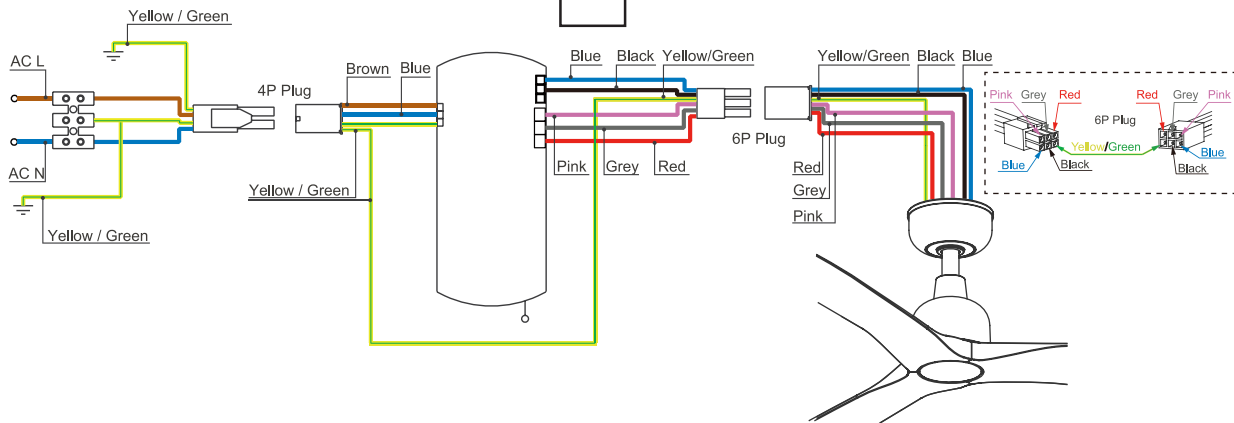 Yellow / Green
AC L
AC N
Yellow / Green
4P Plug
Brown
Blue
Yellow / Green
Blue
Black
Yellow/Green
Pink
Grey
Red
6P Plug
Yellow/Green
Black
Blue
Red
Grey
Pink
Pink
Grey
Red
Blue
Black
Yellow/Green
6P Plug
Red
Grey
Pink
Blue
Black